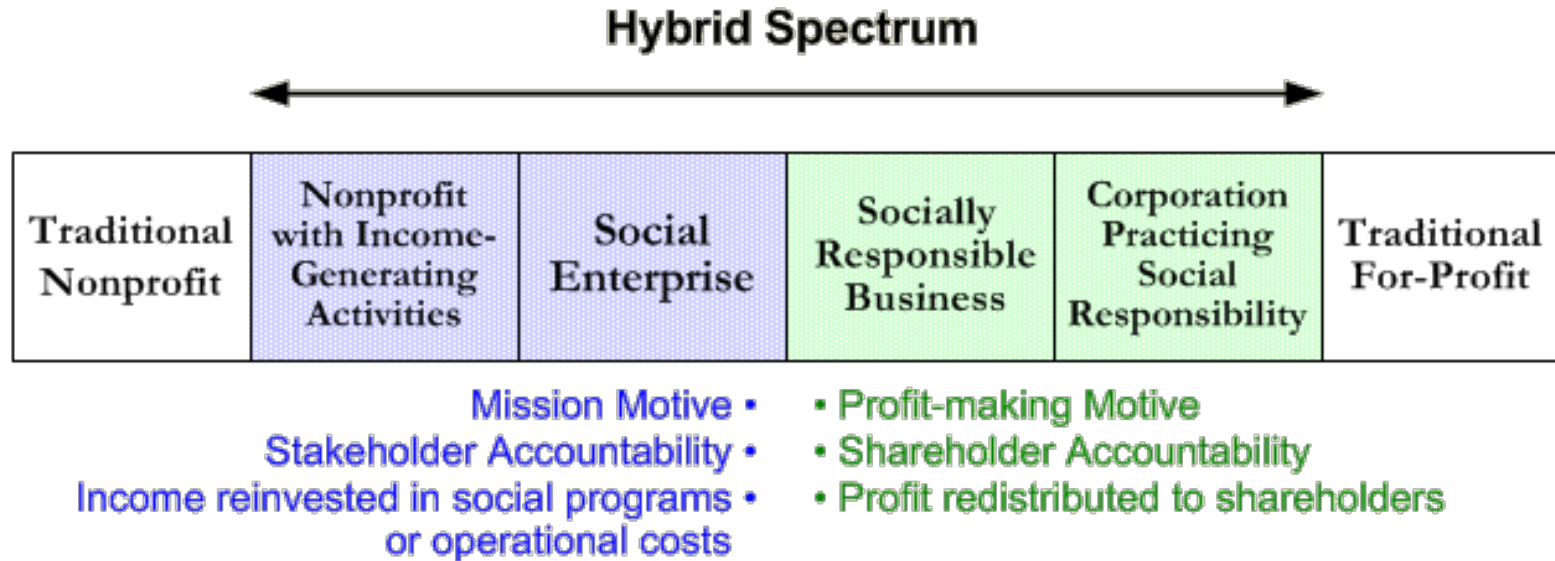 Hybrid Spectrum
Traditional
Nonprofit
Nonprofit
with Income-
Generating
Activities
Social
Enterprise
Socially
Responsible
Business
Corporation
Practicing
Social
Responsibility
Traditional
For-Profit
Mission Motive •
Stakeholder Accountability •
Income reinvested in social programs •
or operational costs
• Profit-making Motive
• Shareholder Accountability
• Profit redistributed to shareholders